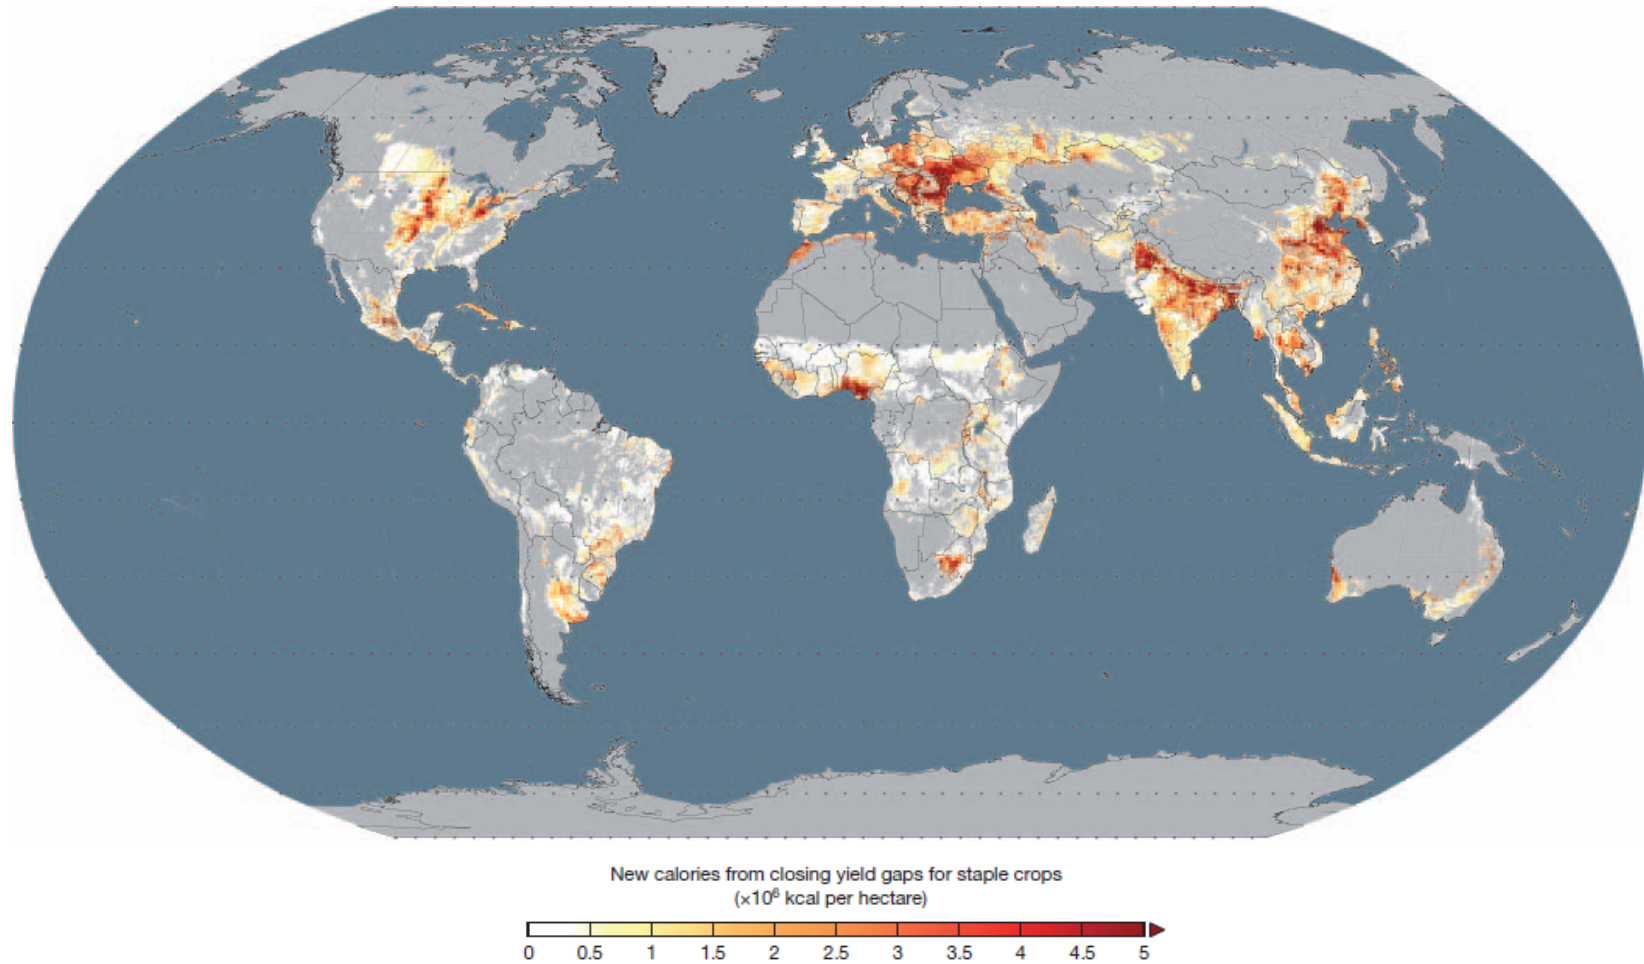 New calories from closing yield gaps for staple crops
(×10⁶ kcal per hectare)
0 0.5 1 1.5 2 2.5 3 3.5 4 4.5 5